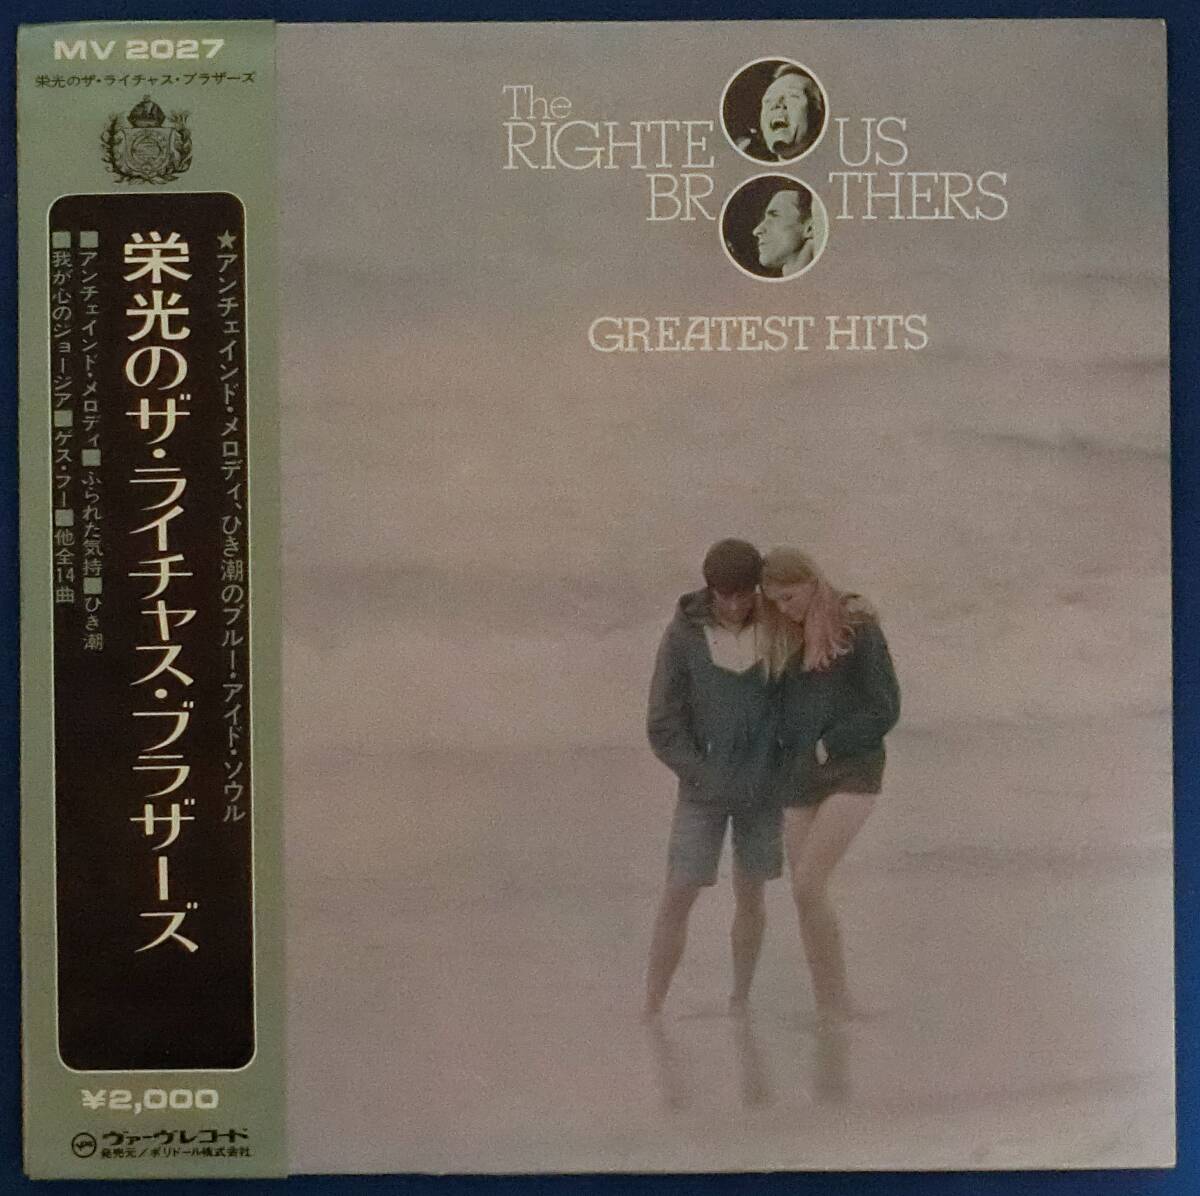 MV 2027
栄光のザ・ライチャス・ブラザーズ
★アンチェインド・メロディ、ひき潮のブルー・アイド・ソウル
栄光のザ・ライチャス・ブラザーズ
■アンチェインド・メロディ■ふられた気持■ひき潮
■我が心のジョージア■ゲス・フー■他全14曲
¥2,000
ヴァーヴレコード
発売元/ポリドール株式会社
The
RIGHTEOUS
BROTHERS
GREATEST HITS